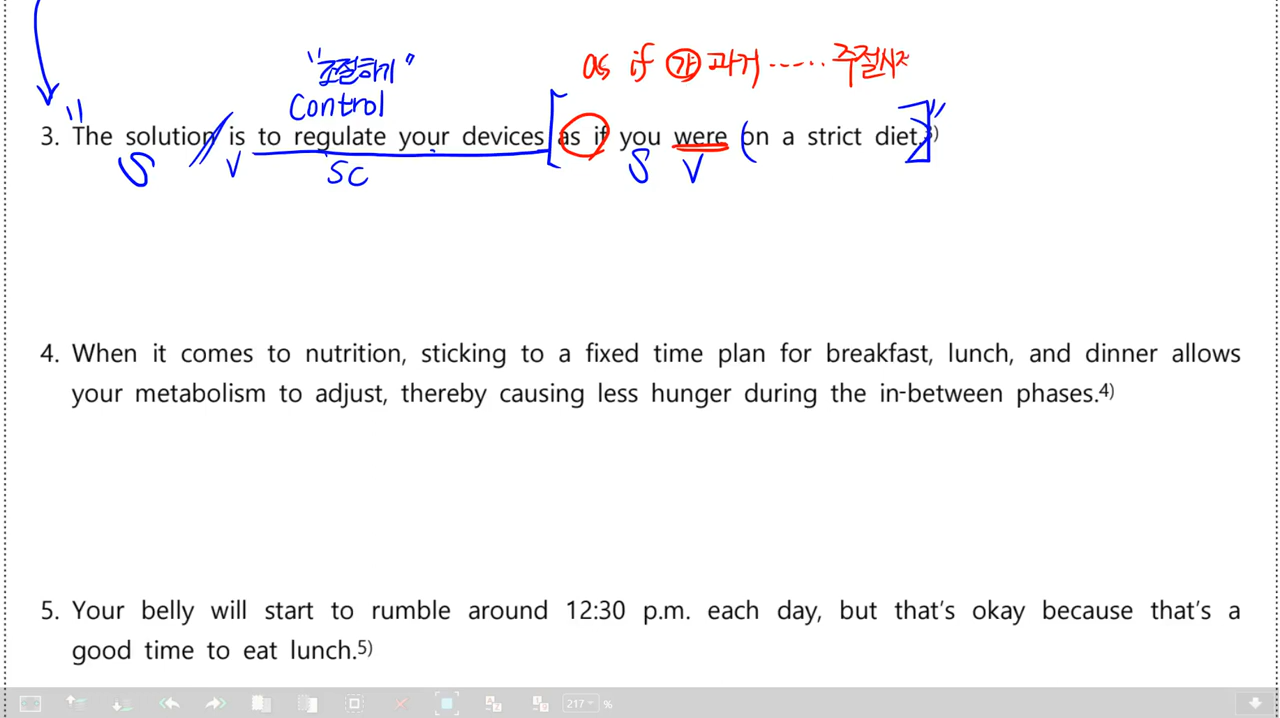 "조절하기"
as if ㉮ 과거 ...... 주절시제
Control
3. The solution is to regulate your devices as if you were on a strict diet.3)
S V SC S V
4. When it comes to nutrition, sticking to a fixed time plan for breakfast, lunch, and dinner allows
your metabolism to adjust, thereby causing less hunger during the in-between phases.4)
5. Your belly will start to rumble around 12:30 p.m. each day, but that's okay because that's a
good time to eat lunch.5)
217 %